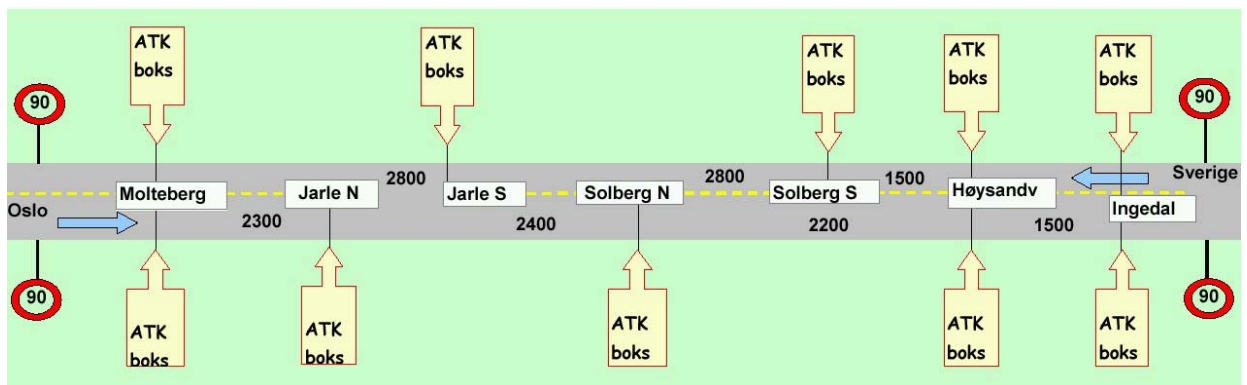 ATK
boks
ATK
boks
ATK
boks
ATK
boks
ATK
boks
90
90
2800
2800
1500
Sverige
Molteberg
Jarle N
Jarle S
Solberg N
Solberg S
Høysandv
Ingedal
Oslo
2300
2400
2200
1500
90
90
ATK
boks
ATK
boks
ATK
boks
ATK
boks
ATK
boks